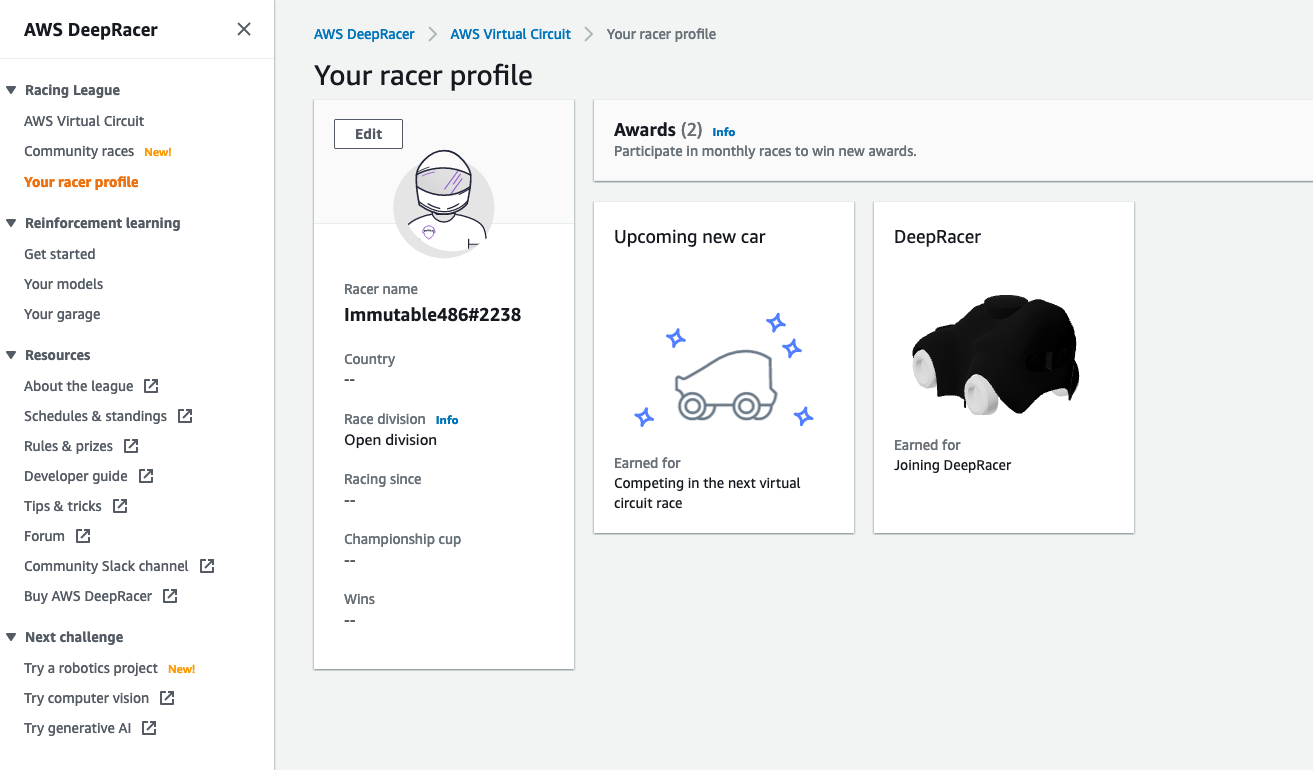 AWS DeepRacer
Racing League
AWS Virtual Circuit
Community races New!
Your racer profile
Reinforcement learning
Get started
Your models
Your garage
Resources
About the league
Schedules & standings
Rules & prizes
Developer guide
Tips & tricks
Forum
Community Slack channel
Buy AWS DeepRacer
Next challenge
Try a robotics project New!
Try computer vision
Try generative AI
AWS DeepRacer AWS Virtual Circuit Your racer profile
Your racer profile
Edit
Racer name
Immutable486#2238
Country
--
Race division Info
Open division
Racing since
--
Championship cup
--
Wins
--
Awards (2) Info
Participate in monthly races to win new awards.
Upcoming new car
Earned for
Competing in the next virtual
circuit race
DeepRacer
Earned for
Joining DeepRacer